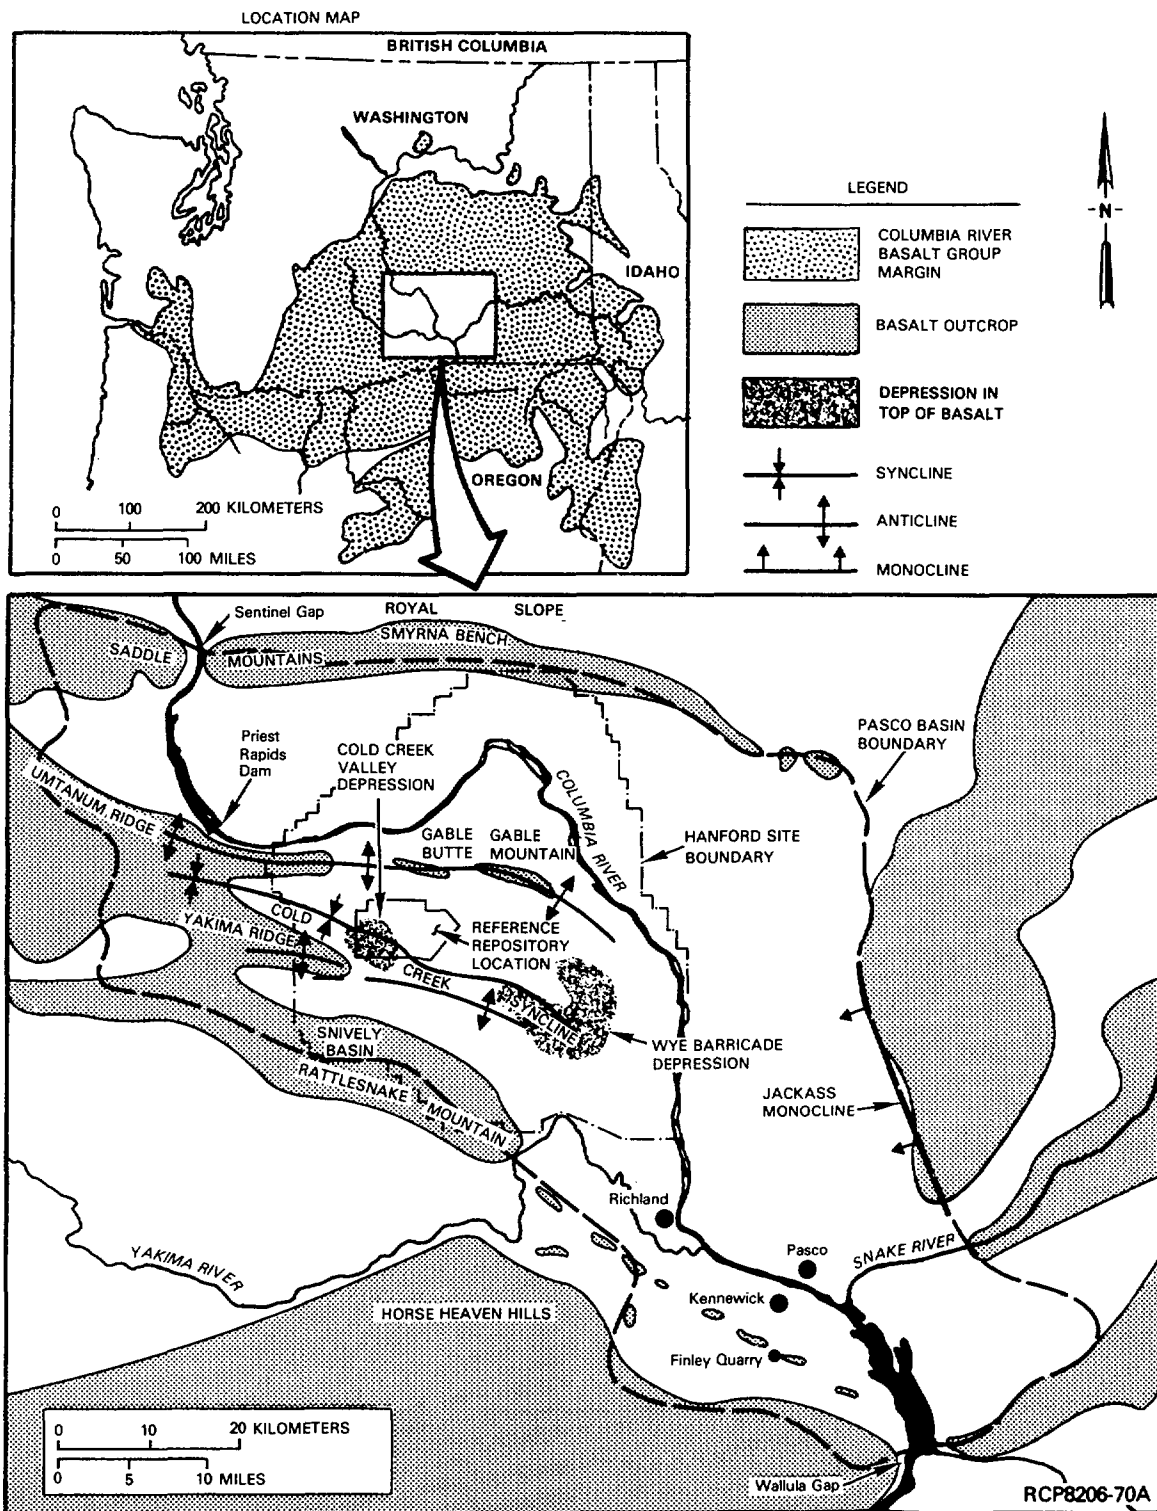 LOCATION MAP
BRITISH COLUMBIA
WASHINGTON
IDAHO
OREGON
0 100 200 KILOMETERS
0 50 100 MILES
LEGEND
COLUMBIA RIVER
BASALT GROUP
MARGIN
BASALT OUTCROP
DEPRESSION IN
TOP OF BASALT
SYNCLINE
ANTICLINE
MONOCLINE
N
Sentinel Gap
ROYAL SLOPE
SMYRNA BENCH
SADDLE MOUNTAINS
PASCO BASIN
BOUNDARY
Priest
Rapids
Dam
COLD CREEK
VALLEY
DEPRESSION
UMTANUM RIDGE
COLUMBIA RIVER
GABLE
BUTTE
GABLE
MOUNTAIN
HANFORD SITE
BOUNDARY
COLD CREEK SYNCLINE
YAKIMA RIDGE
REFERENCE
REPOSITORY
LOCATION
SNIVELY
BASIN
WYE BARRICADE
DEPRESSION
RATTLESNAKE MOUNTAIN
JACKASS
MONOCLINE
Richland
YAKIMA RIVER
Pasco
SNAKE RIVER
Kennewick
HORSE HEAVEN HILLS
Finley Quarry
0 10 20 KILOMETERS
0 5 10 MILES
Wallula Gap
RCP8206-70A